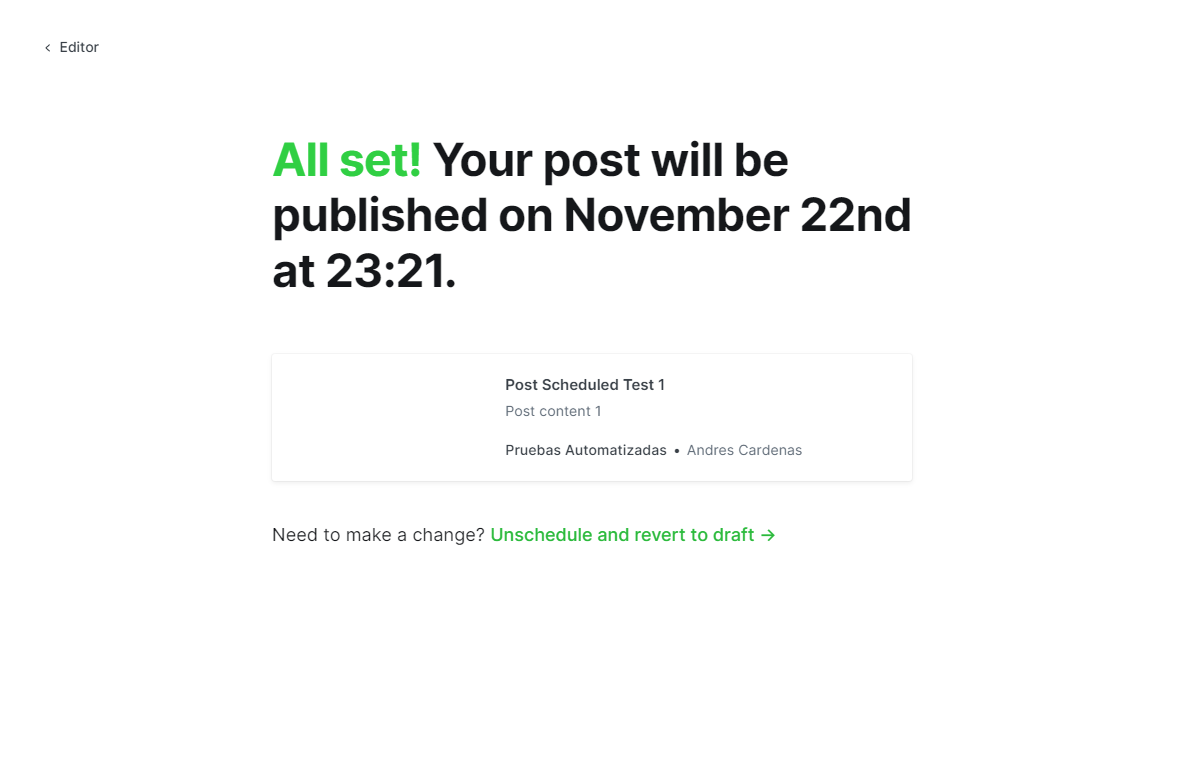 Editor
All set! Your post will be
published on November 22nd
at 23:21.
Post Scheduled Test 1
Post content 1
Pruebas Automatizadas • Andres Cardenas
Need to make a change? Unschedule and revert to draft →